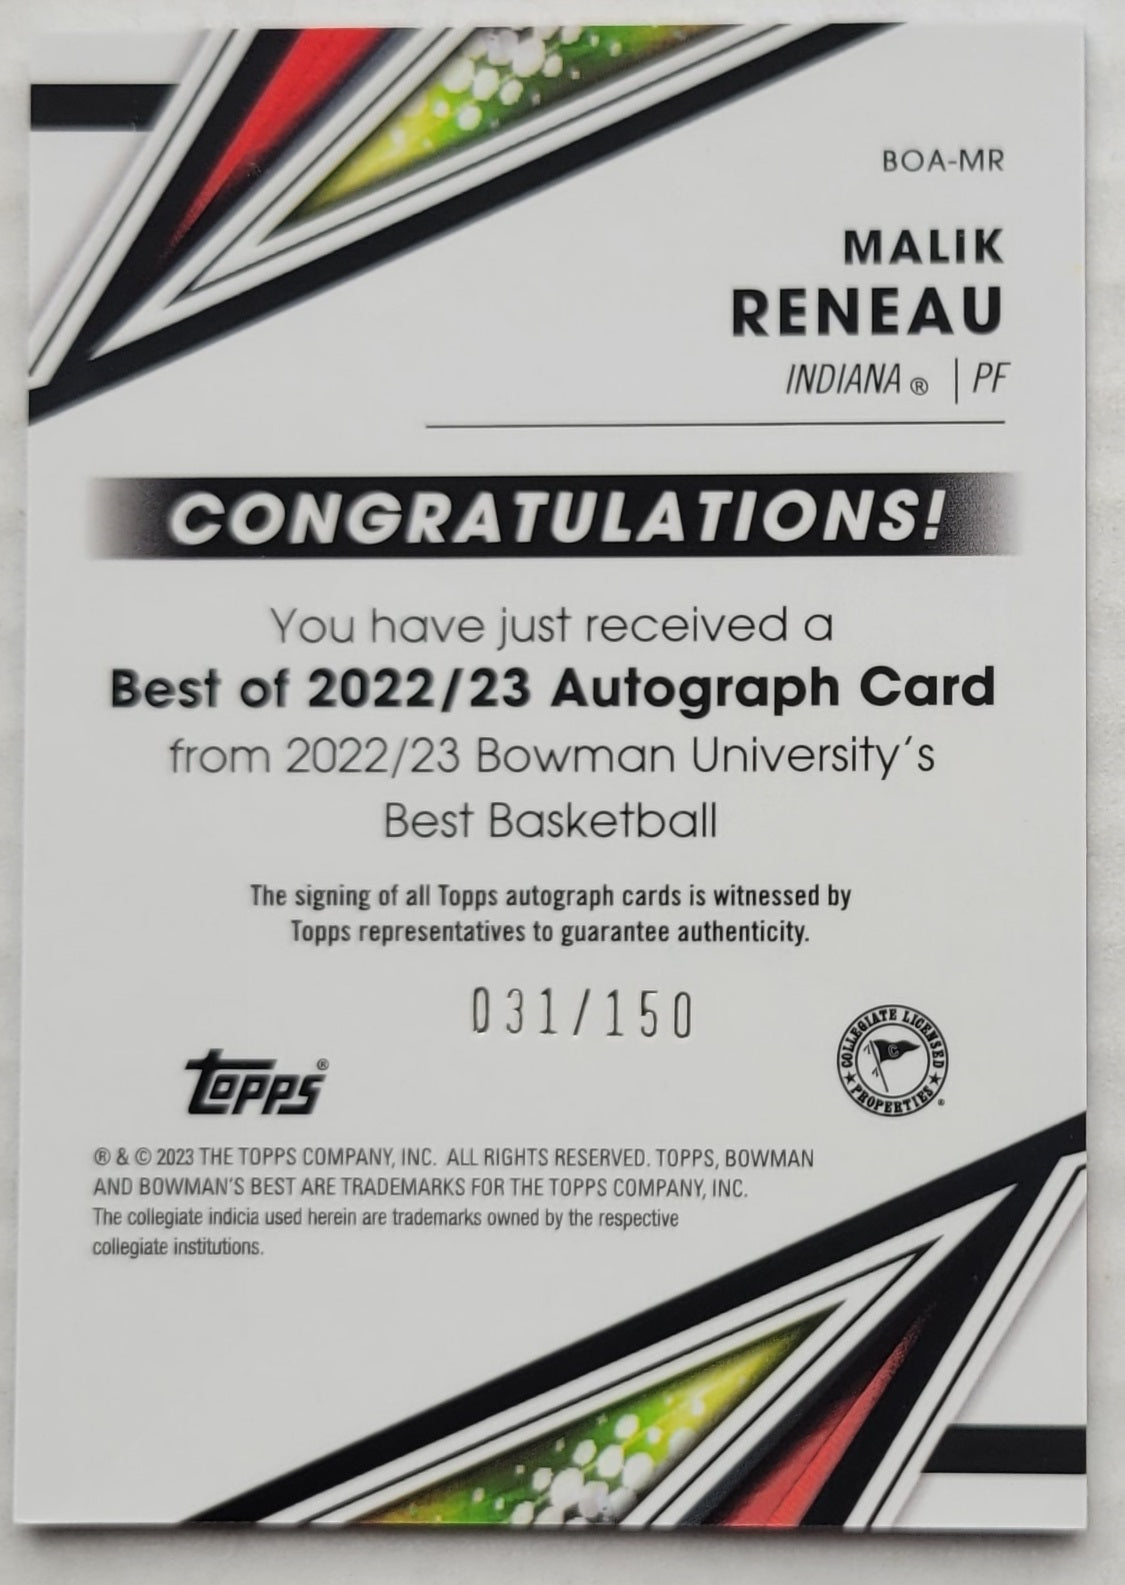 BOA-MR
MALIK
RENEAU
INDIANA ® | PF
CONGRATULATIONS!
You have just received a
Best of 2022/23 Autograph Card
from 2022/23 Bowman University's
Best Basketball
The signing of all Topps autograph cards is witnessed by
Topps representatives to guarantee authenticity.
031/150
Topps®
COLLEGIATE LICENSED
★ PROPERTIES ★ ®
C
® & © 2023 THE TOPPS COMPANY, INC. ALL RIGHTS RESERVED. TOPPS, BOWMAN
AND BOWMAN'S BEST ARE TRADEMARKS FOR THE TOPPS COMPANY, INC.
The collegiate indicia used herein are trademarks owned by the respective
collegiate institutions.